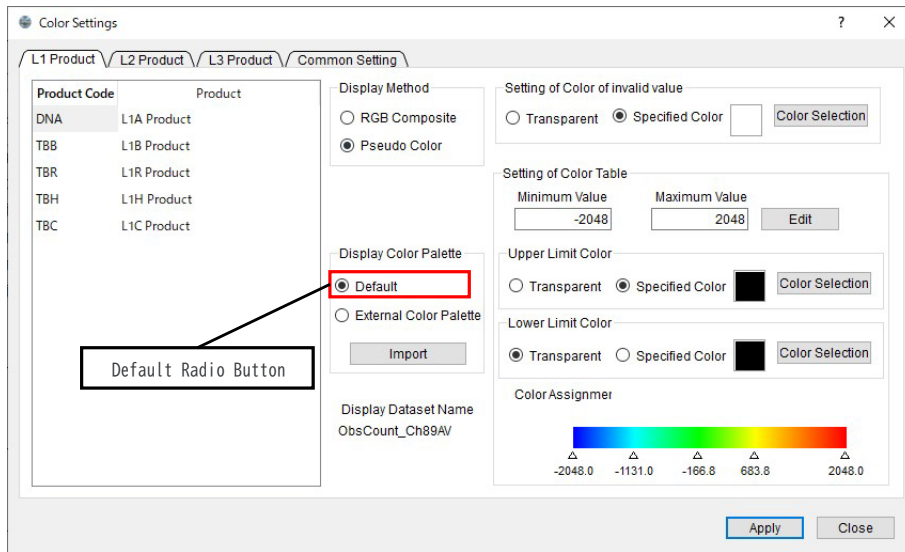 Color Settings
? ×
L1 Product L2 Product L3 Product Common Setting
Product Code Product
DNA L1A Product
TBB L1B Product
TBR L1R Product
TBH L1H Product
TBC L1C Product
Display Method
RGB Composite
Pseudo Color
Display Color Palette
Default
External Color Palette
Import
Default Radio Button
Display Dataset Name
ObsCount_Ch89AV
Setting of Color of invalid value
Transparent Specified Color Color Selection
Setting of Color Table
Minimum Value Maximum Value
-2048 2048 Edit
Upper Limit Color
Transparent Specified Color Color Selection
Lower Limit Color
Transparent Specified Color Color Selection
Color Assignmer
-2048.0 -1131.0 -166.8 683.8 2048.0
Apply Close